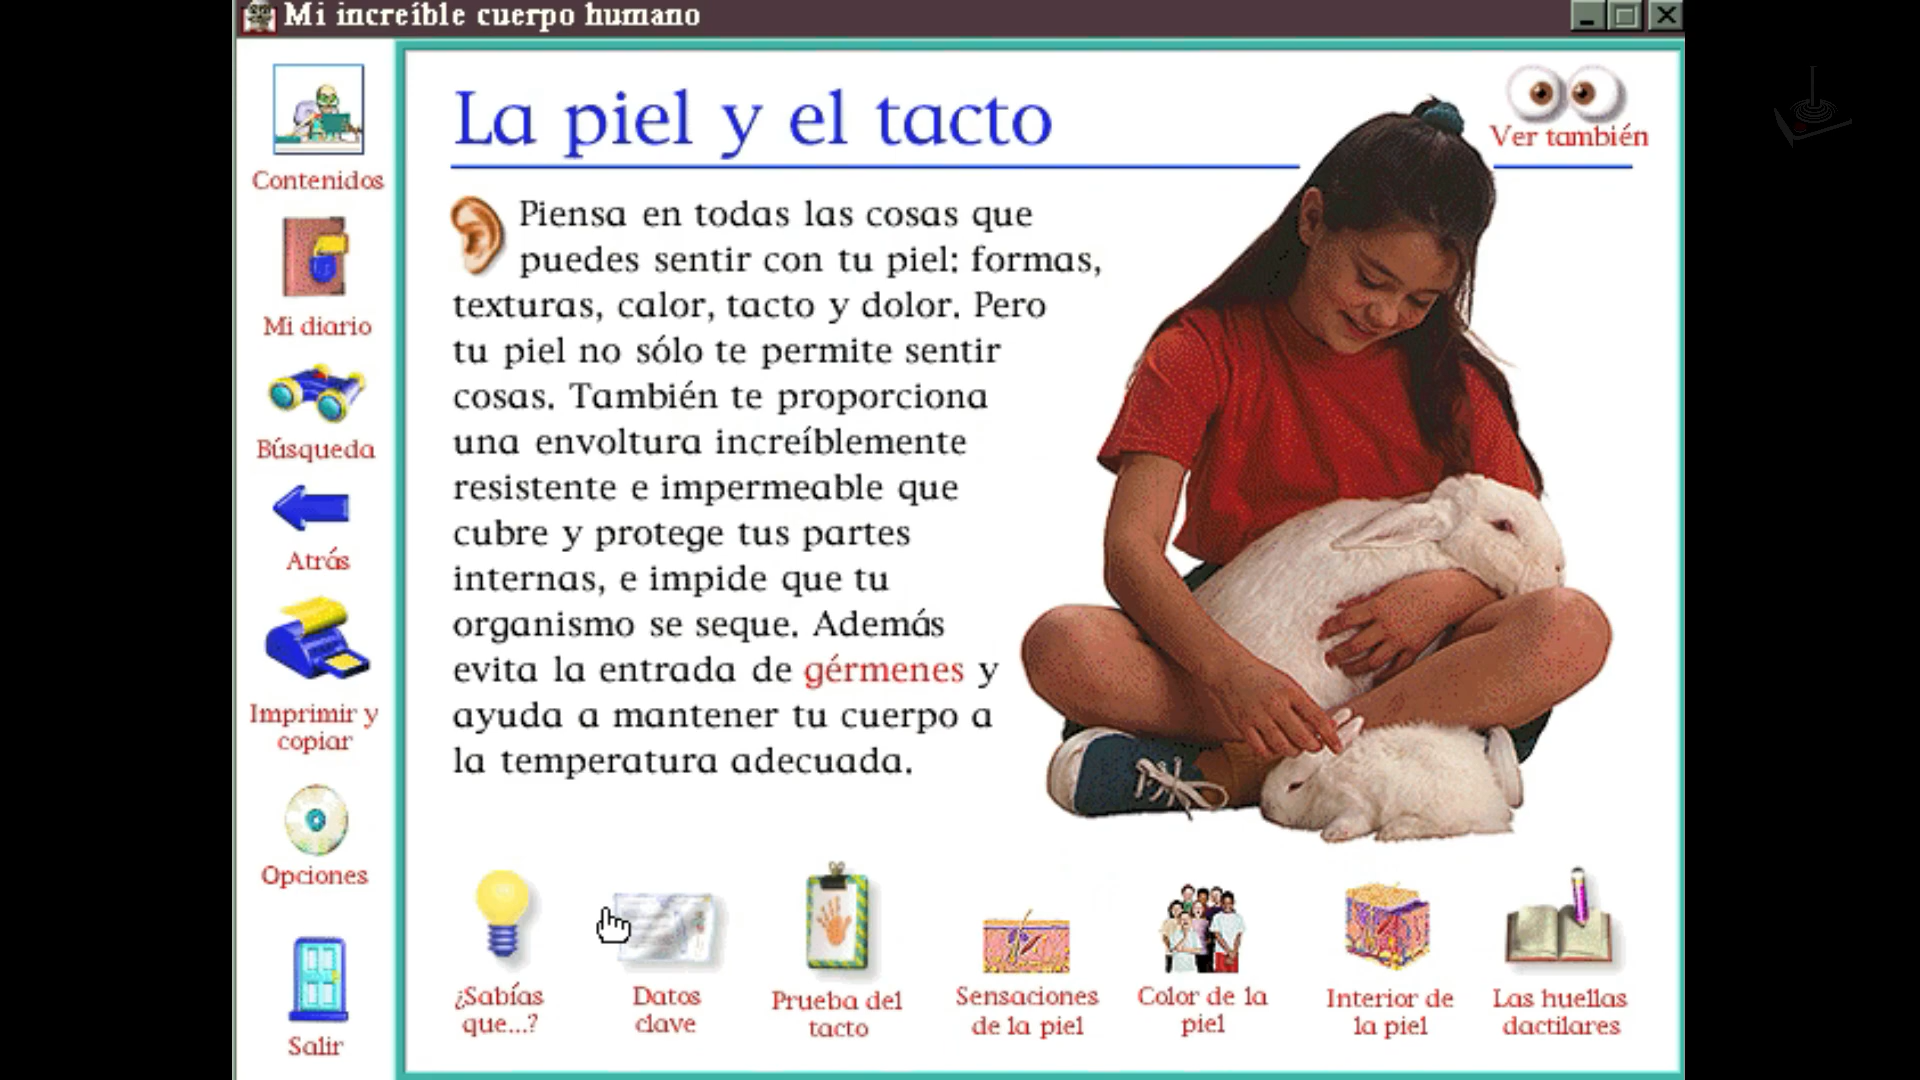 Mi increíble cuerpo humano
Contenidos
Mi diario
Búsqueda
Atrás
Imprimir y
copiar
Opciones
Salir
La piel y el tacto
Ver también
Piensa en todas las cosas que
puedes sentir con tu piel: formas,
texturas, calor, tacto y dolor. Pero
tu piel no sólo te permite sentir
cosas. También te proporciona
una envoltura increíblemente
resistente e impermeable que
cubre y protege tus partes
internas, e impide que tu
organismo se seque. Además
evita la entrada de gérmenes y
ayuda a mantener tu cuerpo a
la temperatura adecuada.
¿Sabías
que...?
Datos
clave
Prueba del
tacto
Sensaciones
de la piel
Color de la
piel
Interior de
la piel
Las huellas
dactilares